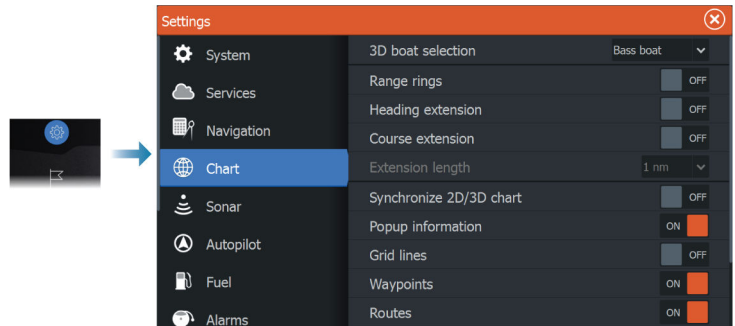 Settings
System
Services
Navigation
Chart
Sonar
Autopilot
Fuel
Alarms
3D boat selection Bass boat
Range rings OFF
Heading extension OFF
Course extension OFF
Extension length 1 nm
Synchronize 2D/3D chart OFF
Popup information ON
Grid lines OFF
Waypoints ON
Routes ON